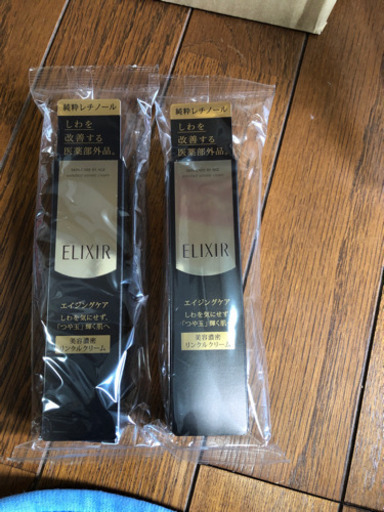 純粋レチノール
しわを
改善する
医薬部外品。
ELIXIR
エイジングケア
しわを気にせず、
「つや玉」輝く肌へ
美容濃密
リンクルクリーム
純粋レチノール
しわを
改善する
医薬部外品。
ELIXIR
エイジングケア
しわを気にせず、
「つや玉」輝く肌
美容濃密
リンクルクリーム